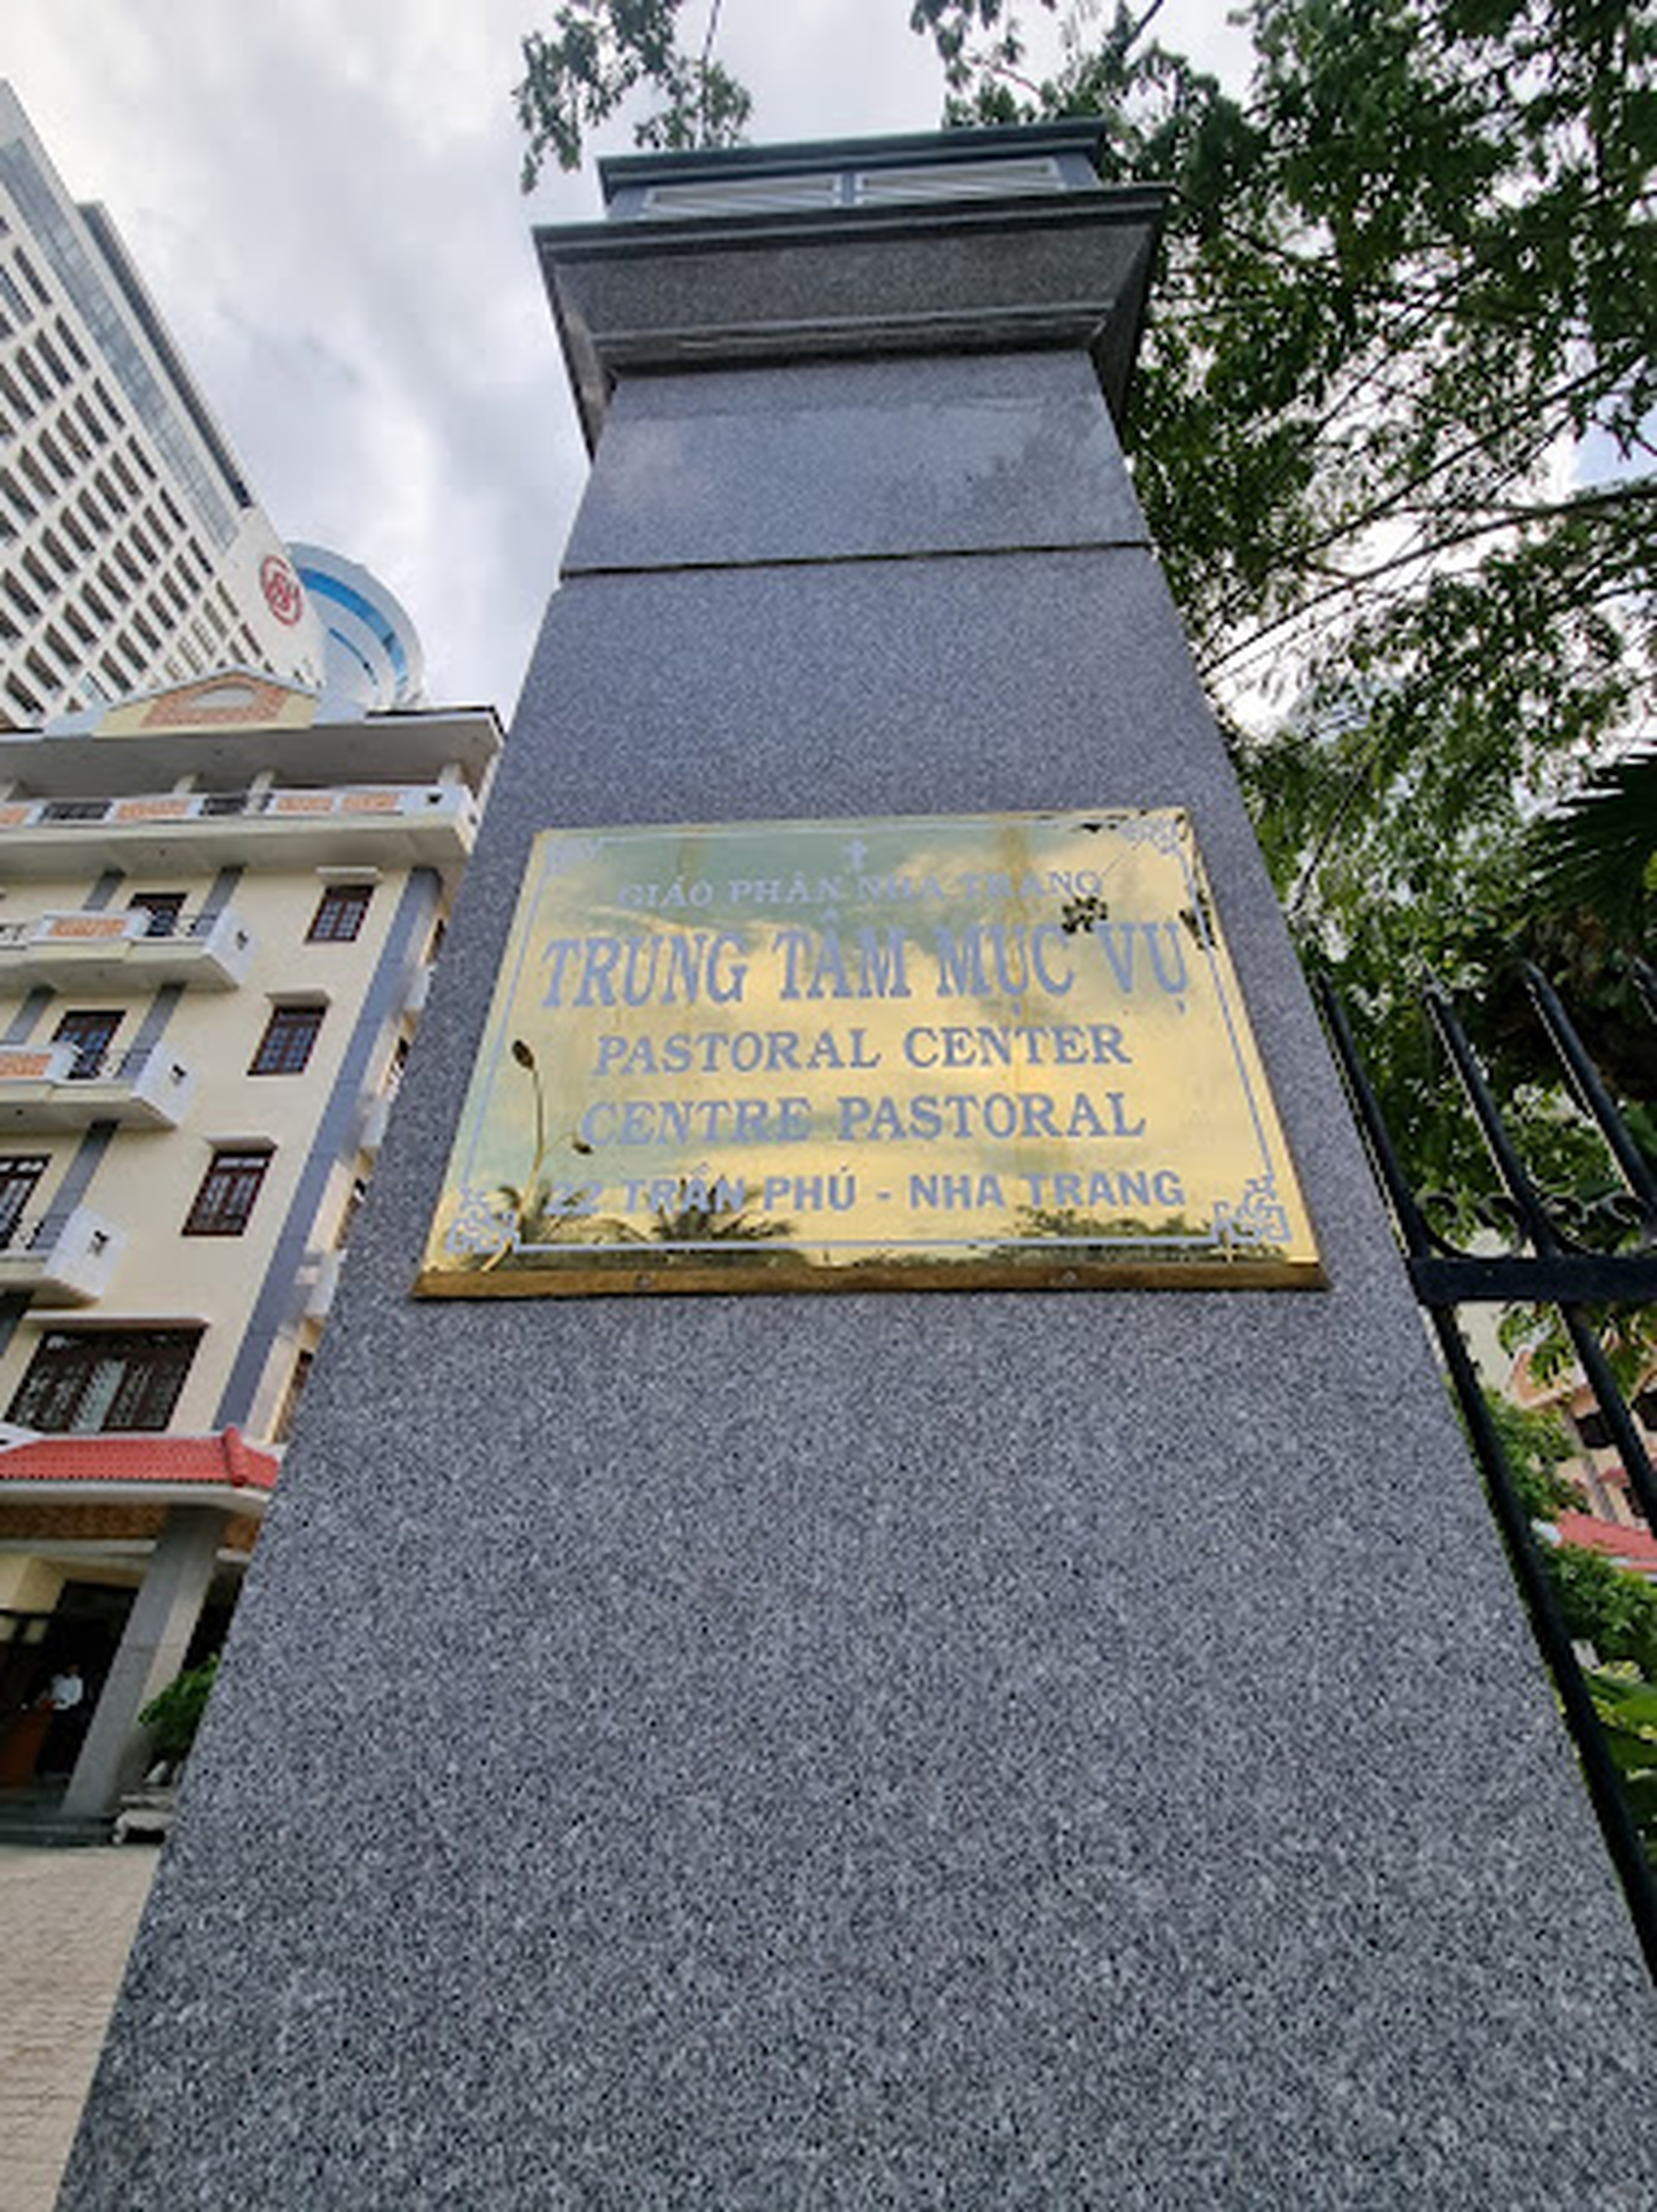 GIÁO PHẬN NHA TRANG
TRUNG TÂM MỤC VỤ
PASTORAL CENTER
CENTRE PASTORAL
22 TRẦN PHÚ - NHA TRANG